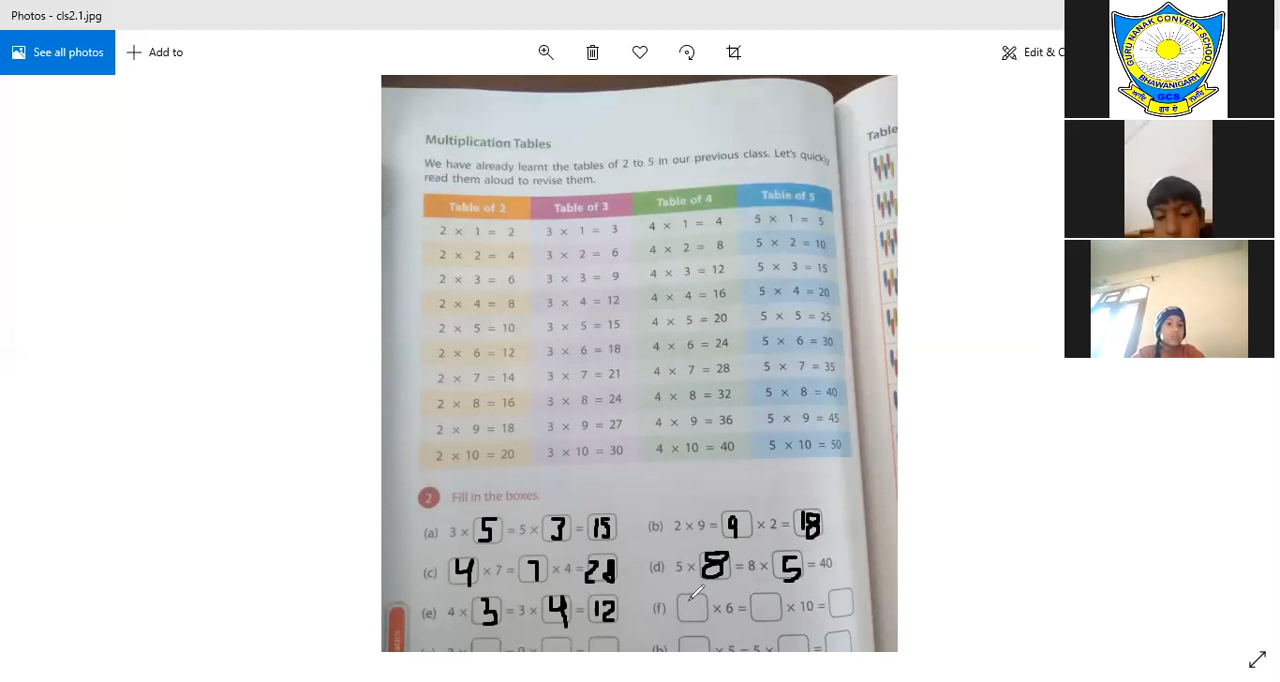 Photos - cls2.1.jpg
See all photos
Add to
Edit & C
GURU NANAK CONVENT SCHOOL
BHAWANIGARH
GCS
Multiplication Tables
We have already learnt the tables of 2 to 5 in our previous class. Let's quickly
read them aloud to revise them.
Table
Table of 2 Table of 3 Table of 4 Table of 5
2 × 1 = 2 3 × 1 = 3 4 × 1 = 4 5 × 1 = 5
2 × 2 = 4 3 × 2 = 6 4 × 2 = 8 5 × 2 = 10
2 × 3 = 6 3 × 3 = 9 4 × 3 = 12 5 × 3 = 15
2 × 4 = 8 3 × 4 = 12 4 × 4 = 16 5 × 4 = 20
2 × 5 = 10 3 × 5 = 15 4 × 5 = 20 5 × 5 = 25
2 × 6 = 12 3 × 6 = 18 4 × 6 = 24 5 × 6 = 30
2 × 7 = 14 3 × 7 = 21 4 × 7 = 28 5 × 7 = 35
2 × 8 = 16 3 × 8 = 24 4 × 8 = 32 5 × 8 = 40
2 × 9 = 18 3 × 9 = 27 4 × 9 = 36 5 × 9 = 45
2 × 10 = 20 3 × 10 = 30 4 × 10 = 40 5 × 10 = 50
2 Fill in the boxes.
(a) 3 × 5 = 5 × 3 = 15 (b) 2 × 9 = 9 × 2 = 18
(c) 4 × 7 = 7 × 4 = 28 (d) 5 × 8 = 8 × 5 = 40
(e) 4 × 3 = 3 × 4 = 12 (f) × 6 = × 10 =
atics